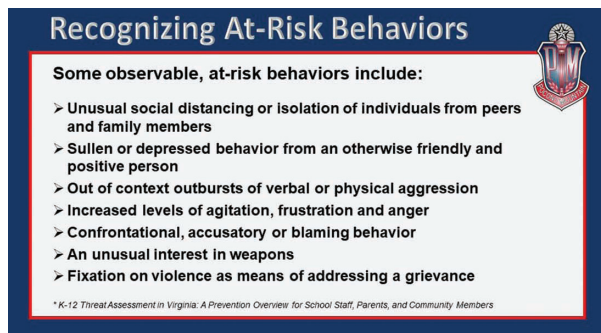 Recognizing At-Risk Behaviors
Some observable, at-risk behaviors include:
➢ Unusual social distancing or isolation of individuals from peers
and family members
➢ Sullen or depressed behavior from an otherwise friendly and
positive person
➢ Out of context outbursts of verbal or physical aggression
➢ Increased levels of agitation, frustration and anger
➢ Confrontational, accusatory or blaming behavior
➢ An unusual interest in weapons
➢ Fixation on violence as means of addressing a grievance
* K-12 Threat Assessment in Virginia: A Prevention Overview for School Staff, Parents, and Community Members